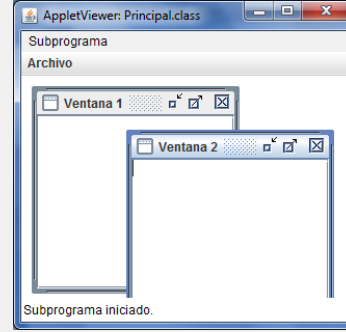 AppletViewer: Principal.class
Subprograma
Archivo
Ventana 1
Ventana 2
Subprograma iniciado.